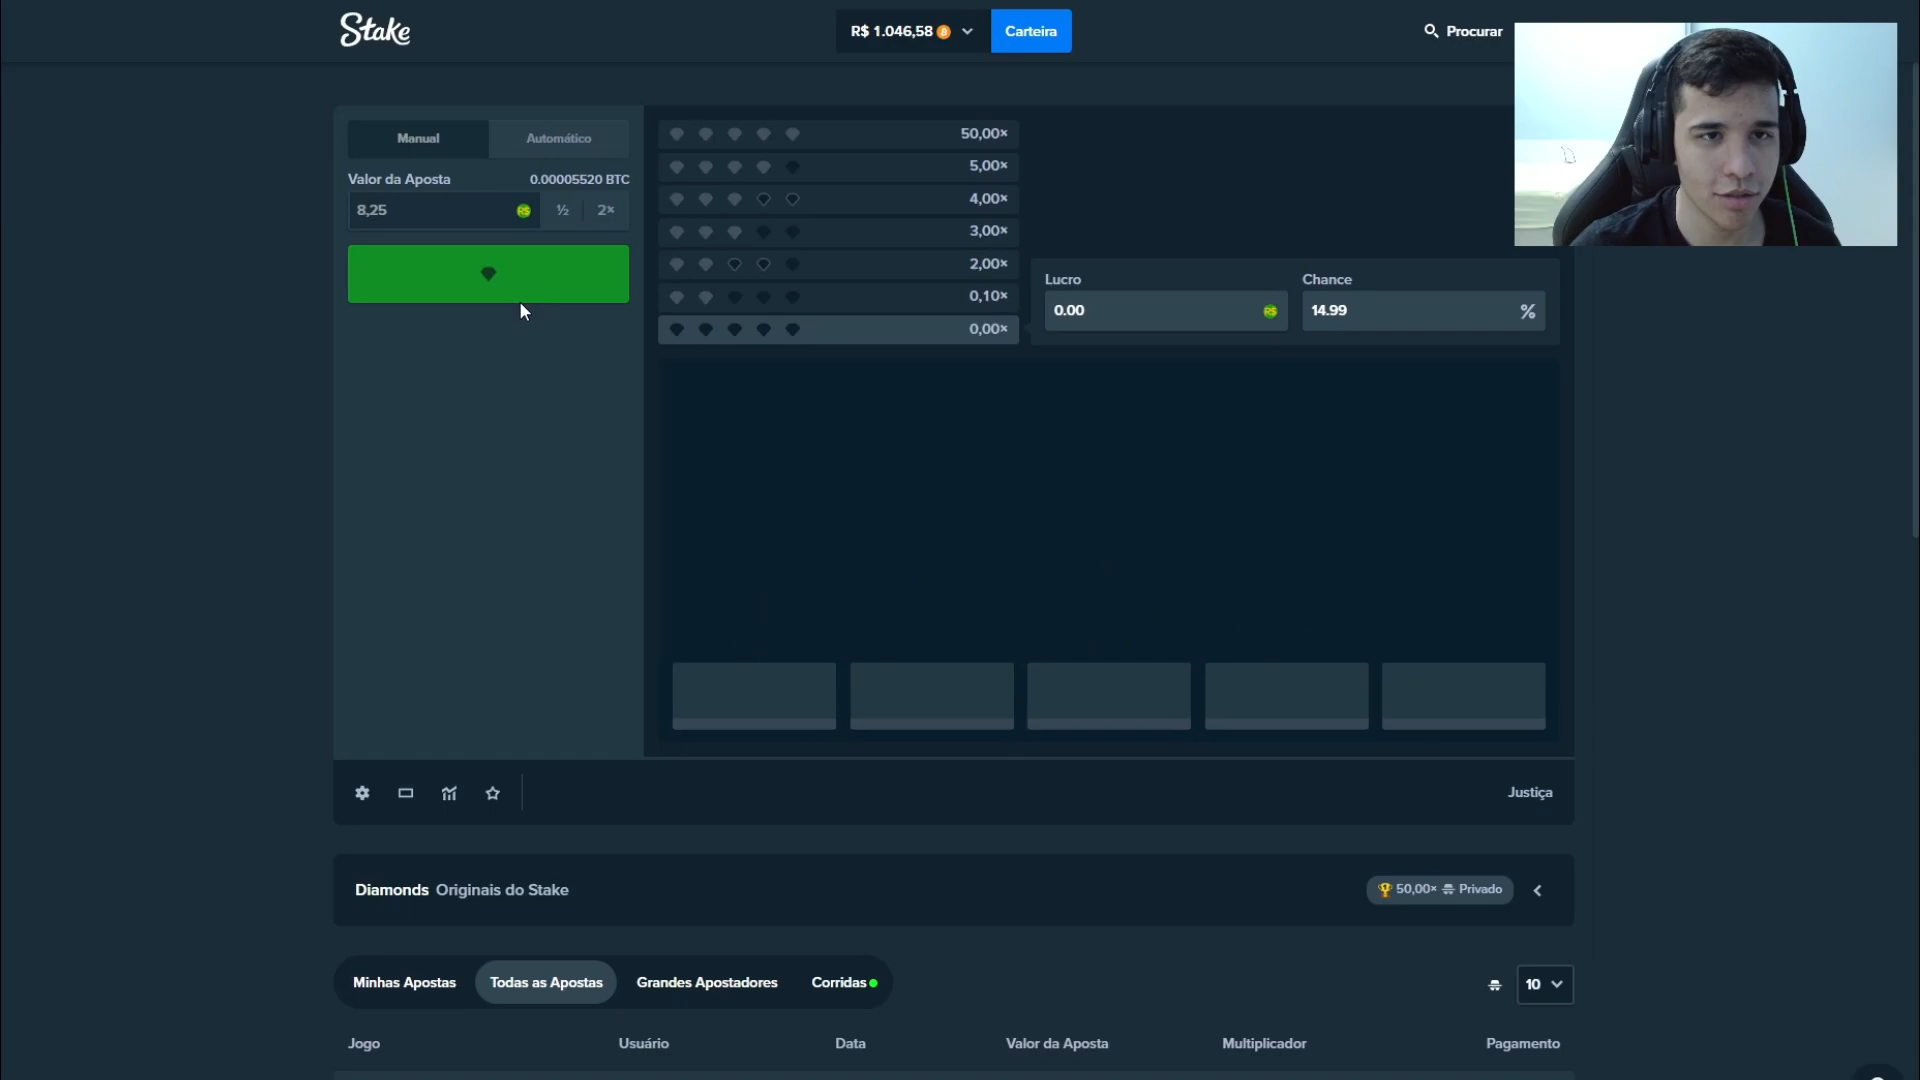 Stake
R$ 1.046,58
Carteira
Procurar
Manual
Automático
Valor da Aposta
0.00005520 BTC
8,25
½
2×
50,00×
5,00×
4,00×
3,00×
2,00×
0,10×
0,00×
Lucro
Chance
0.00
14.99
%
Justiça
Diamonds Originais do Stake
50,00× Privado
Minhas Apostas
Todas as Apostas
Grandes Apostadores
Corridas
10
Jogo
Usuário
Data
Valor da Aposta
Multiplicador
Pagamento